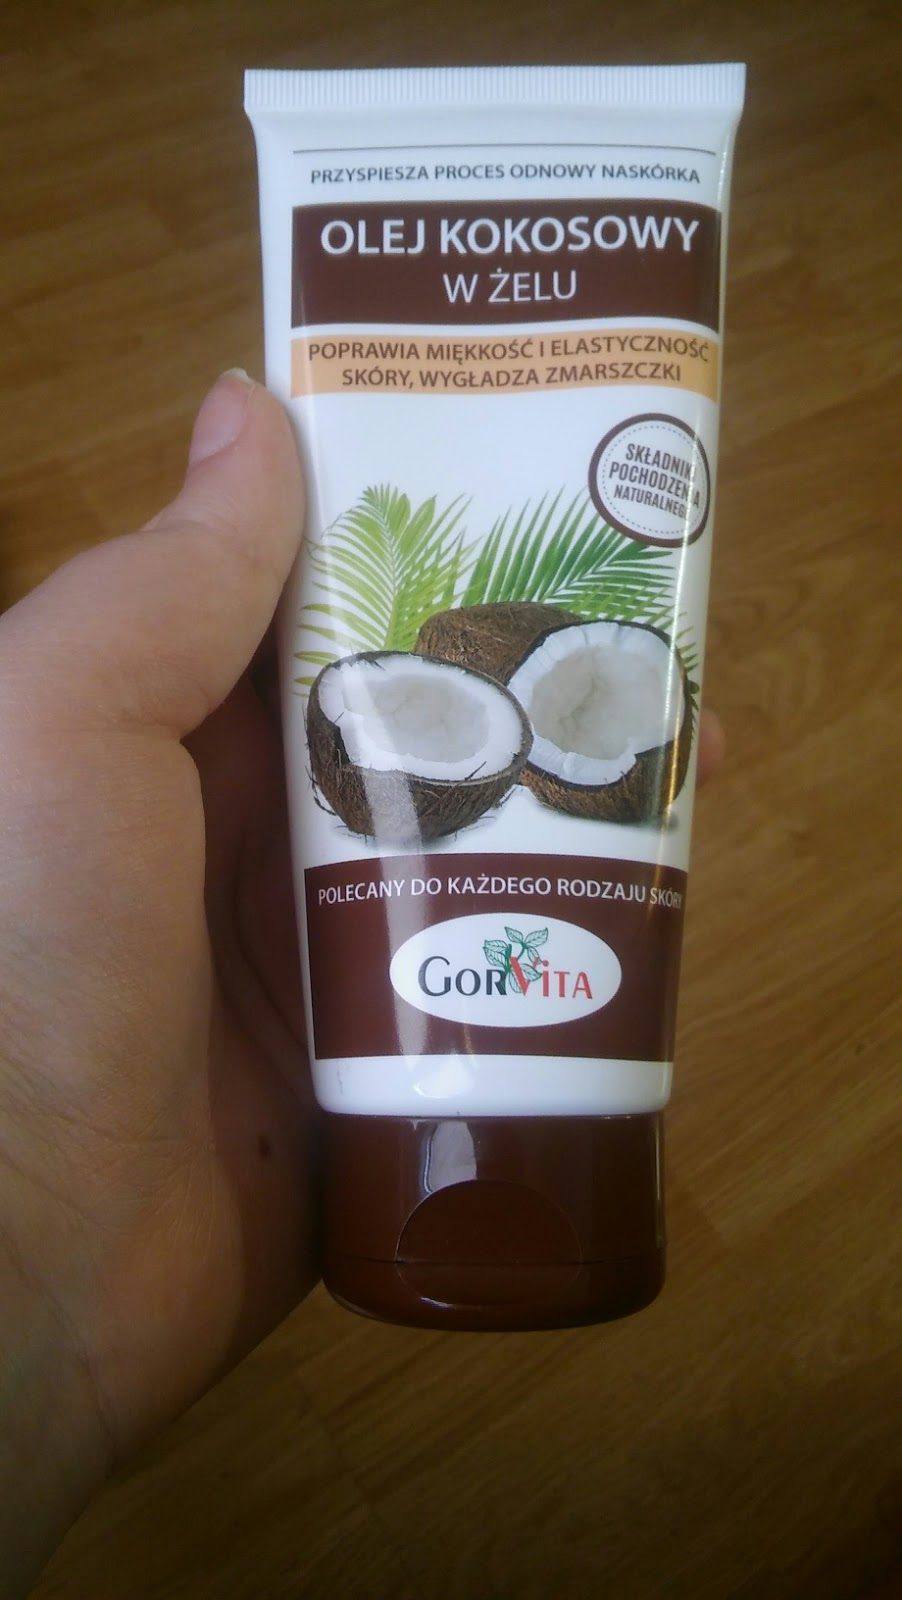 PRZYSPIESZA PROCES ODNOWY NASKÓRKA
OLEJ KOKOSOWY
W ŻELU
POPRAWIA MIĘKKOŚĆ I ELASTYCZNOŚĆ
SKÓRY, WYGŁADZA ZMARSZCZKI
SKŁADNIKI
POCHODZENIA
NATURALNEGO
POLECANY DO KAŻDEGO RODZAJU SKÓRY
GORVITA